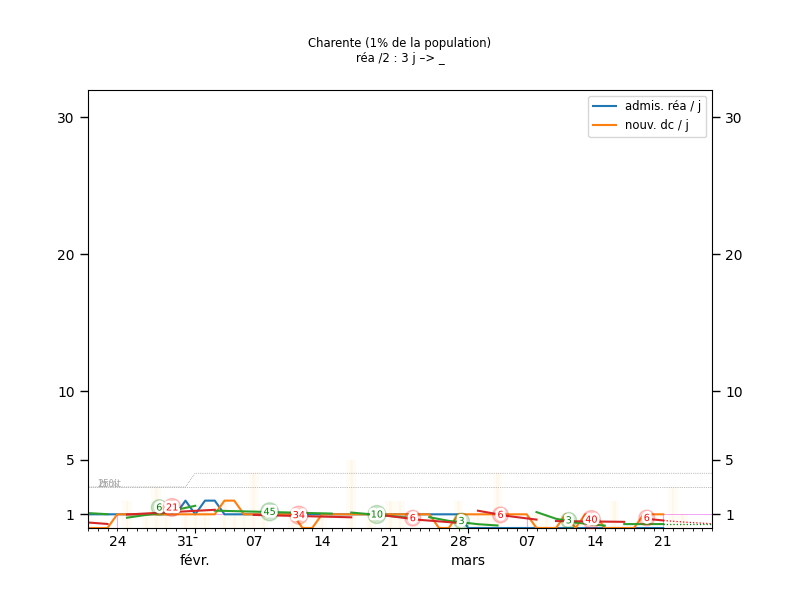 Charente (1% de la population)
réa /2 : 3 j –> _
admis. réa / j
nouv. dc / j
30 30
20 20
10 10
5 5
1 1
6 21 45 34 10 6 3 6 3 40 6
24 31 07 14 21 28 07 14 21
févr. mars